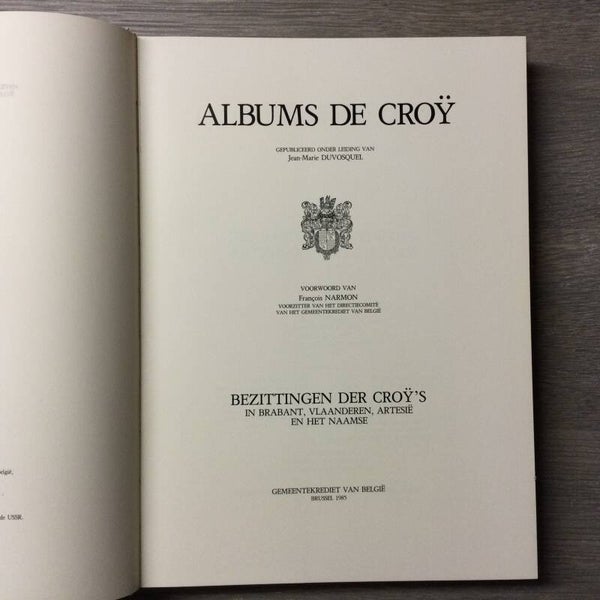 ALBUMS DE CROŸ
GEPUBLICEERD ONDER LEIDING VAN
Jean-Marie DUVOSQUEL
VOORWOORD VAN
François NARMON
VOORZITTER VAN HET DIRECTIECOMITÉ
VAN HET GEMEENTEKREDIET VAN BELGIË
BEZITTINGEN DER CROŸ'S
IN BRABANT, VLAANDEREN, ARTESIË
EN HET NAAMSE
GEMEENTEKREDIET VAN BELGIË
BRUSSEL 1985
de USSR.